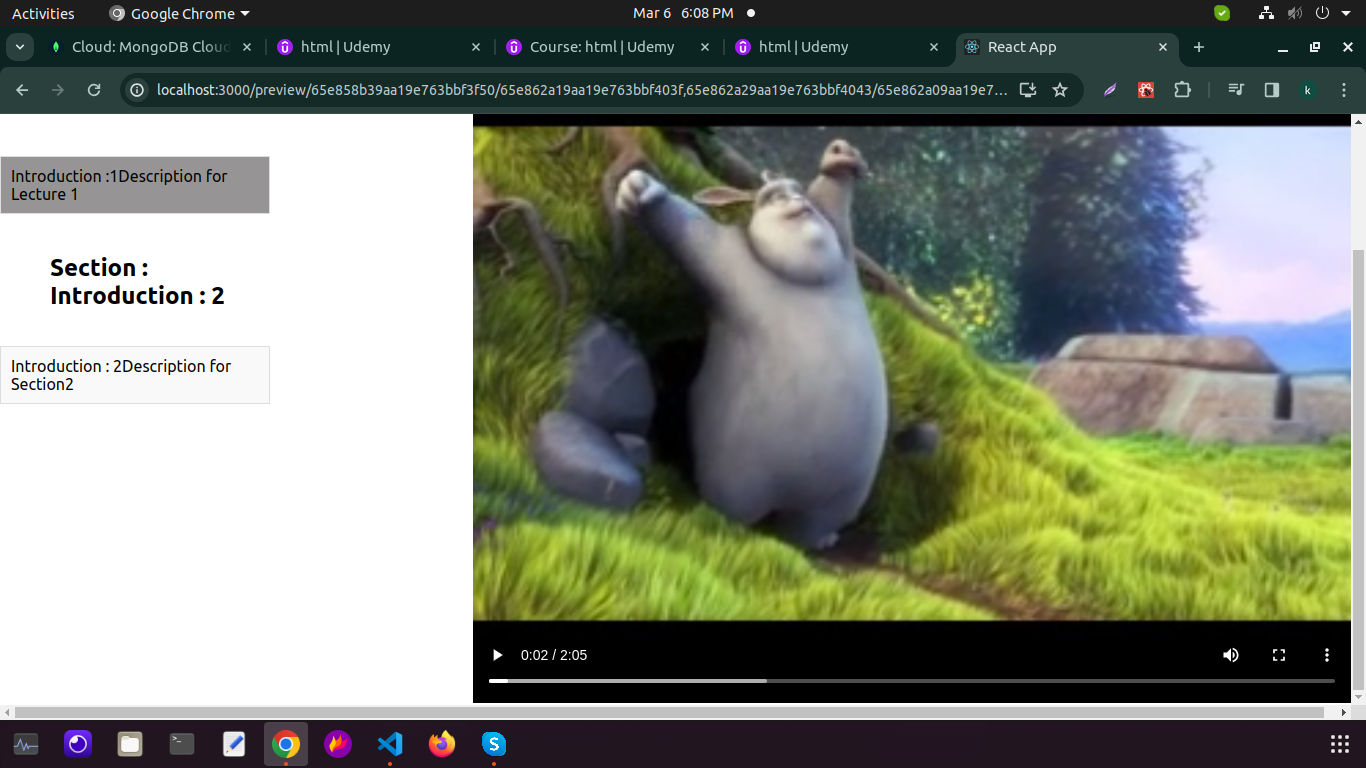 Activities Google Chrome Mar 6 6:08 PM
Cloud: MongoDB Cloud html | Udemy Course: html | Udemy html | Udemy React App
localhost:3000/preview/65e858b39aa19e763bbf3f50/65e862a19aa19e763bbf403f,65e862a29aa19e763bbf4043/65e862a09aa19e7… k
Introduction :1Description for
Lecture 1
Section :
Introduction : 2
Introduction : 2Description for
Section2
0:02 / 2:05